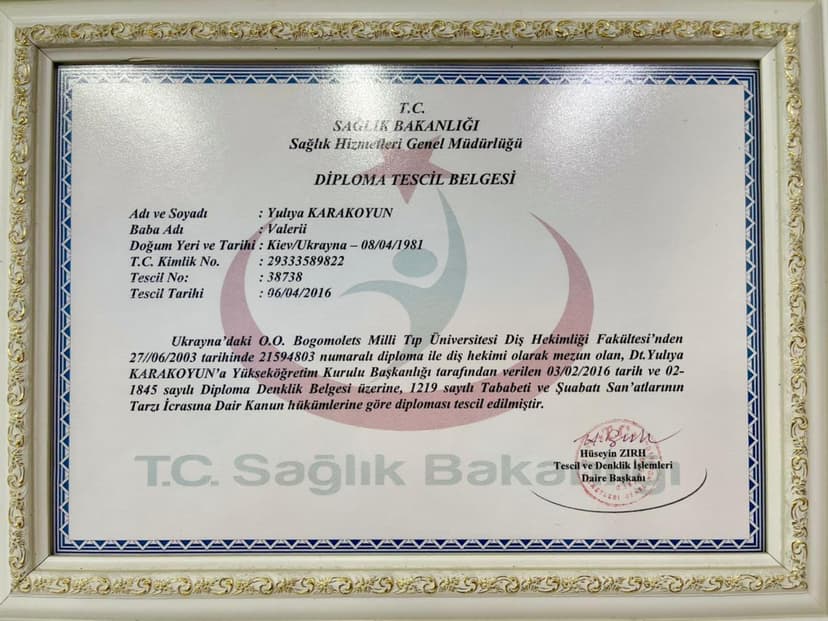 T.C.
SAĞLIK BAKANLIĞI
Sağlık Hizmetleri Genel Müdürlüğü
DİPLOMA TESCİL BELGESİ
Adı ve Soyadı : Yulıya KARAKOYUN
Baba Adı : Valerii
Doğum Yeri ve Tarihi : Kiev/Ukrayna – 08/04/1981
T.C. Kimlik No. : 29333589822
Tescil No: : 38738
Tescil Tarihi : 06/04/2016
Ukrayna'daki O.O. Bogomolets Milli Tıp Üniversitesi Diş Hekimliği Fakültesi'nden
27//06/2003 tarihinde 21594803 numaralı diploma ile diş hekimi olarak mezun olan, Dt.Yulıya
KARAKOYUN'a Yükseköğretim Kurulu Başkanlığı tarafından verilen 03/02/2016 tarih ve 02-
1845 sayılı Diploma Denklik Belgesi üzerine, 1219 sayılı Tababeti ve Şuabatı San'atlarının
Tarzı İcrasına Dair Kanun hükümlerine göre diploması tescil edilmiştir.
Hüseyin ZIRH
Tescil ve Denklik İşlemleri
Daire Başkanı
T.C. Sağlık Bakanlığı